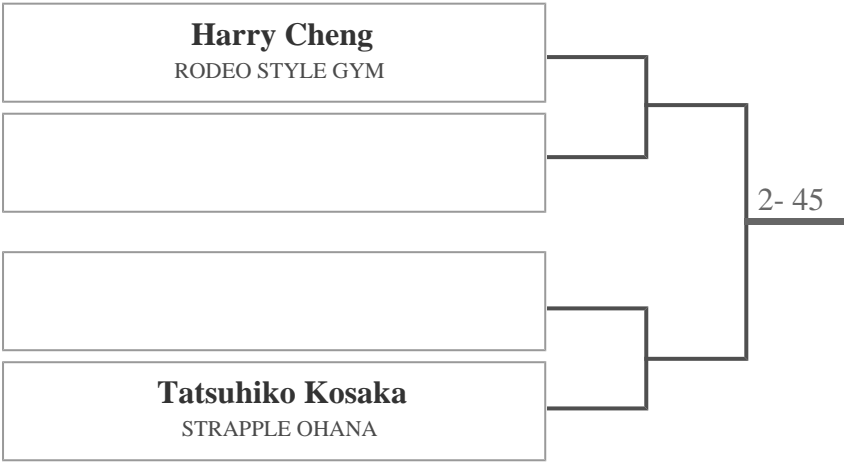 Harry Cheng
RODEO STYLE GYM
2- 45
Tatsuhiko Kosaka
STRAPPLE OHANA